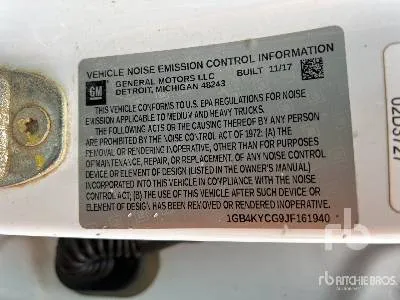 VEHICLE NOISE EMISSION CONTROL INFORMATION
GM
GENERAL MOTORS LLC BUILT 11/17
DETROIT, MICHIGAN 48243
THIS VEHICLE CONFORMS TO U.S. EPA REGULATIONS FOR NOISE
EMISSION APPLICABLE TO MEDIUM AND HEAVY TRUCKS.
THE FOLLOWING ACTS OR THE CAUSING THEREOF BY ANY PERSON
ARE PROHIBITED BY THE NOISE CONTROL ACT OF 1972: (A) THE
REMOVAL OR RENDERING INOPERATIVE, OTHER THAN FOR PURPOSES
OF MAINTENANCE, REPAIR, OR REPLACEMENT, OF ANY NOISE CONTROL
DEVICE OR ELEMENT OF DESIGN (LISTED IN THE OWNER'S MANUAL)
INCORPORATED INTO THIS VEHICLE IN COMPLIANCE WITH THE NOISE
CONTROL ACT; (B) THE USE OF THIS VEHICLE AFTER SUCH DEVICE OR
ELEMENT OF DESIGN HAS BEEN REMOVED OR RENDERED INOPERATIVE.
1GB4KYCG9JF161940
rb RITCHIE BROS.